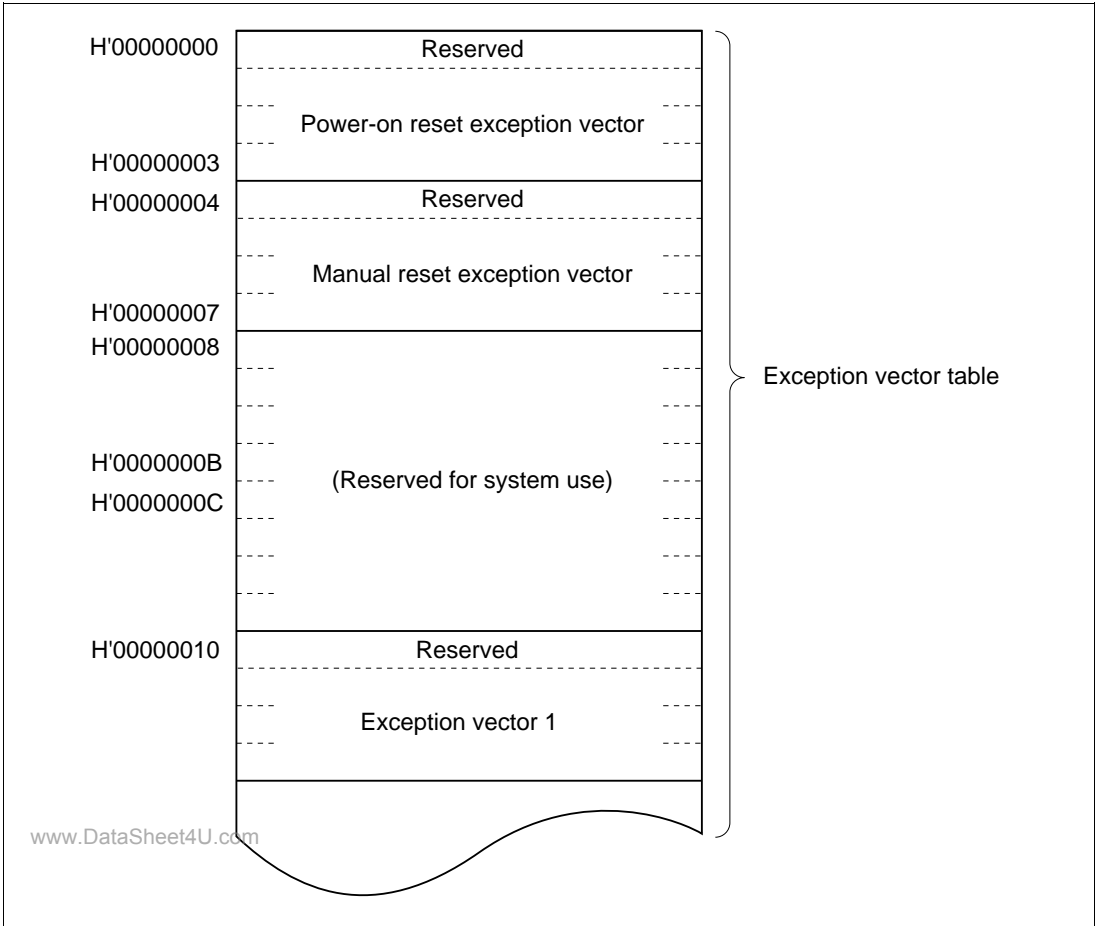 H'00000000 Reserved
Power-on reset exception vector
H'00000003
H'00000004 Reserved
Manual reset exception vector
H'00000007
H'00000008
Exception vector table
H'0000000B
(Reserved for system use)
H'0000000C
H'00000010 Reserved
Exception vector 1
www.DataSheet4U.com